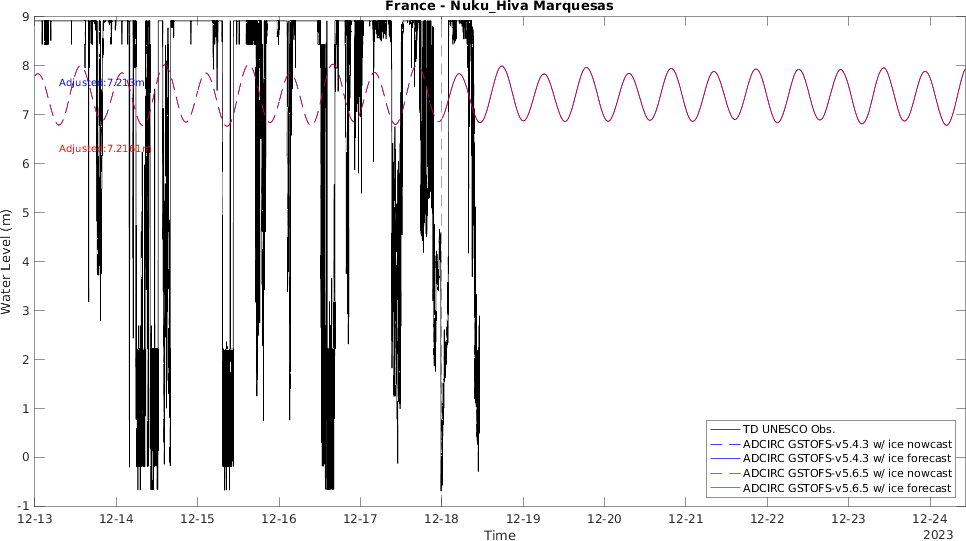 France - Nuku_Hiva Marquesas
9
8
7
6
5
4
3
2
1
0
-1
Water Level (m)
Adjusted:7.213m
Adjusted:7.2161m
TD UNESCO Obs.
ADCIRC GSTOFS-v5.4.3 w/ ice nowcast
ADCIRC GSTOFS-v5.4.3 w/ ice forecast
ADCIRC GSTOFS-v5.6.5 w/ ice nowcast
ADCIRC GSTOFS-v5.6.5 w/ ice forecast
12-13 12-14 12-15 12-16 12-17 12-18 12-19 12-20 12-21 12-22 12-23 12-24
Time
2023